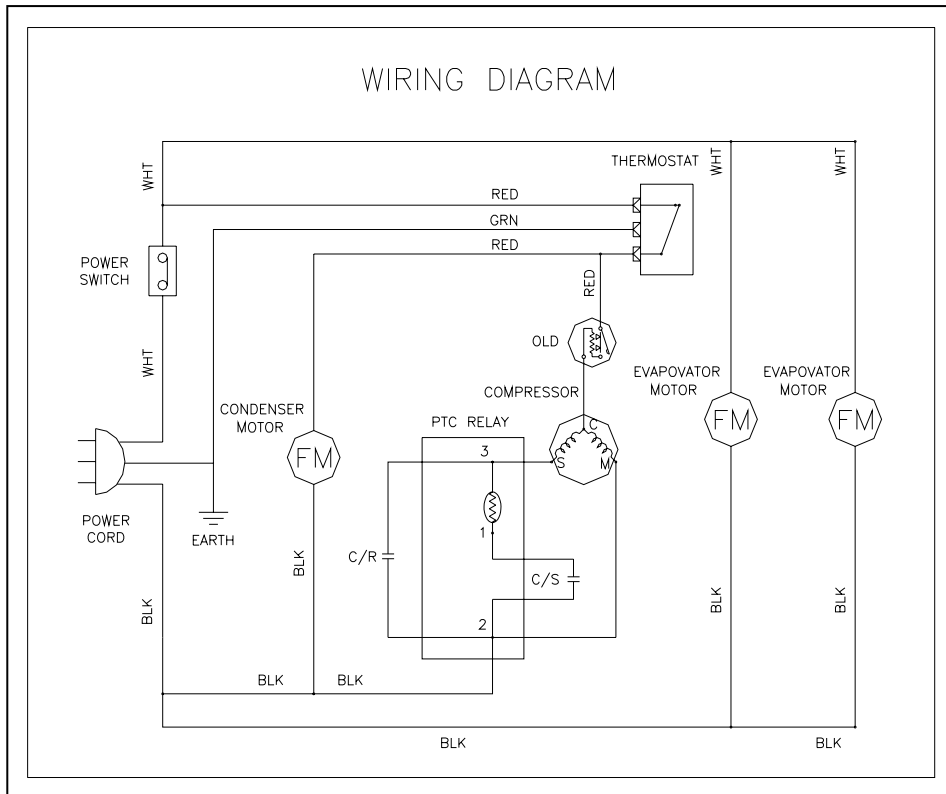 WIRING DIAGRAM
WHT
WHT
WHT
THERMOSTAT
RED
GRN
RED
POWER
SWITCH
RED
OLD
WHT
COMPRESSOR
EVAPOVATOR
MOTOR
EVAPOVATOR
MOTOR
CONDENSER
MOTOR
PTC RELAY
C
FM
FM
FM
3
S
M
POWER
CORD
EARTH
1
C/R
C/S
BLK
BLK
BLK
BLK
2
BLK
BLK
BLK
BLK